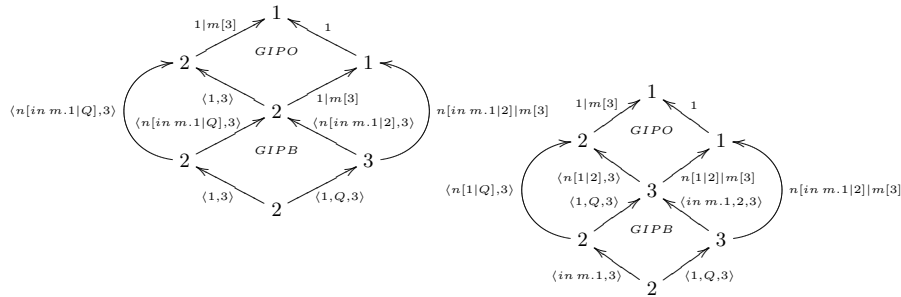 1
1|m[3] 1
GIPO
2 1
⟨1,3⟩ 1|m[3]
⟨n[in m.1|Q],3⟩ 2 n[in m.1|2]|m[3]
⟨n[in m.1|Q],3⟩ ⟨n[in m.1|2],3⟩
GIPB
2 3
⟨1,3⟩ ⟨1,Q,3⟩
2
1
1|m[3] 1
GIPO
2 1
⟨n[1|2],3⟩ n[1|2]|m[3]
⟨n[1|Q],3⟩ 3 n[in m.1|2]|m[3]
⟨1,Q,3⟩ ⟨in m.1,2,3⟩
GIPB
2 3
⟨in m.1,3⟩ ⟨1,Q,3⟩
2